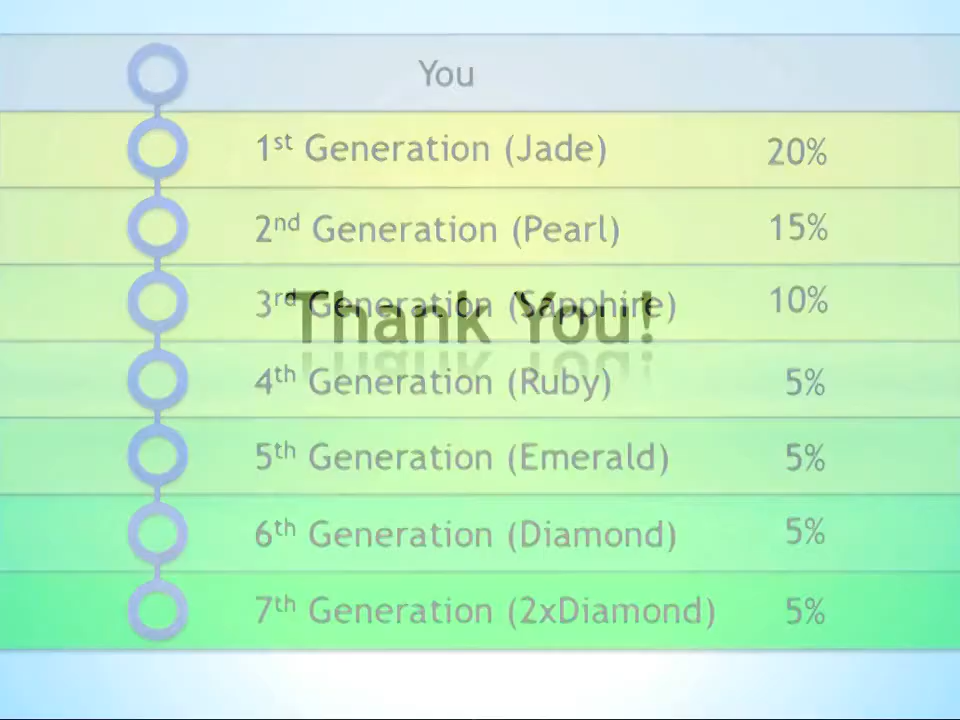 You
1st Generation (Jade) 20%
2nd Generation (Pearl) 15%
3rd Generation (Sapphire) 10%
Thank You!
4th Generation (Ruby) 5%
5th Generation (Emerald) 5%
6th Generation (Diamond) 5%
7th Generation (2xDiamond) 5%